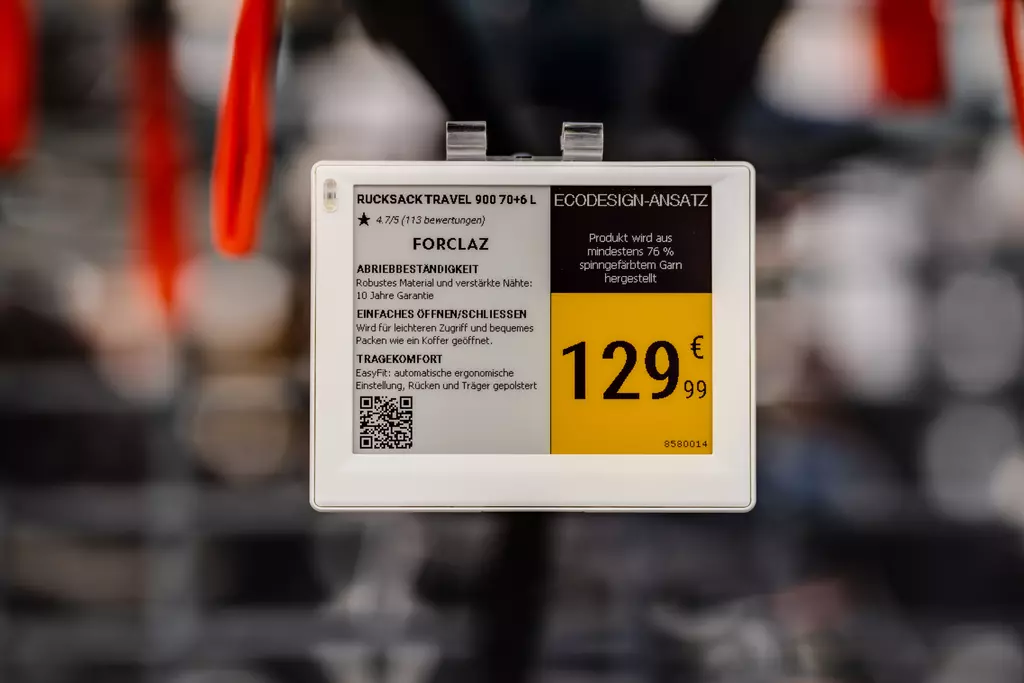 RUCKSACK TRAVEL 900 70+6 L
4.7/5 (113 bewertungen)
FORCLAZ
ABRIEBBESTÄNDIGKEIT
Robustes Material und verstärkte Nähte:
10 Jahre Garantie
EINFACHES ÖFFNEN/SCHLIESSEN
Wird für leichteren Zugriff und bequemes
Packen wie ein Koffer geöffnet.
TRAGEKOMFORT
EasyFit: automatische ergonomische
Einstellung, Rücken und Träger gepolstert
ECODESIGN-ANSATZ
Produkt wird aus
mindestens 76 %
spinngefärbtem Garn
hergestellt
129 € 99
8580014